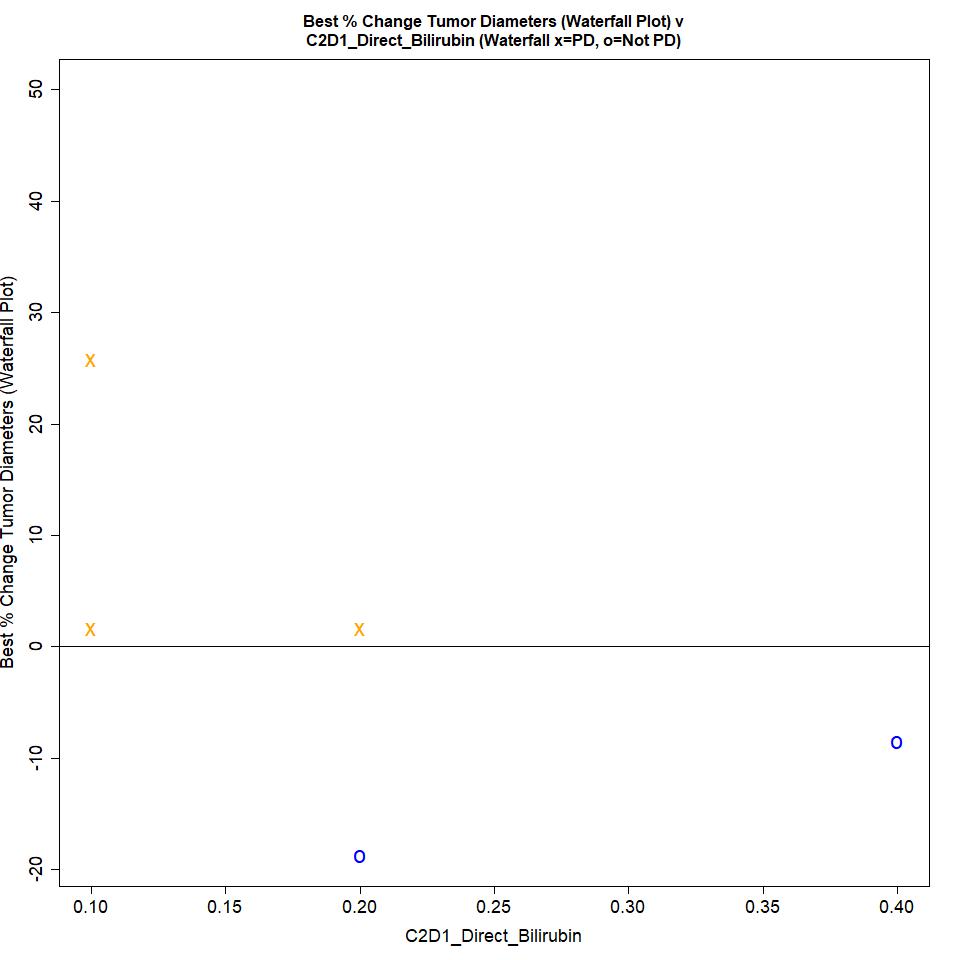 Best % Change Tumor Diameters (Waterfall Plot) v
C2D1_Direct_Bilirubin (Waterfall x=PD, o=Not PD)
Best % Change Tumor Diameters (Waterfall Plot)
50
40
30
20
10
0
-10
-20
x
x
x
o
o
0.10
0.15
0.20
0.25
0.30
0.35
0.40
C2D1_Direct_Bilirubin